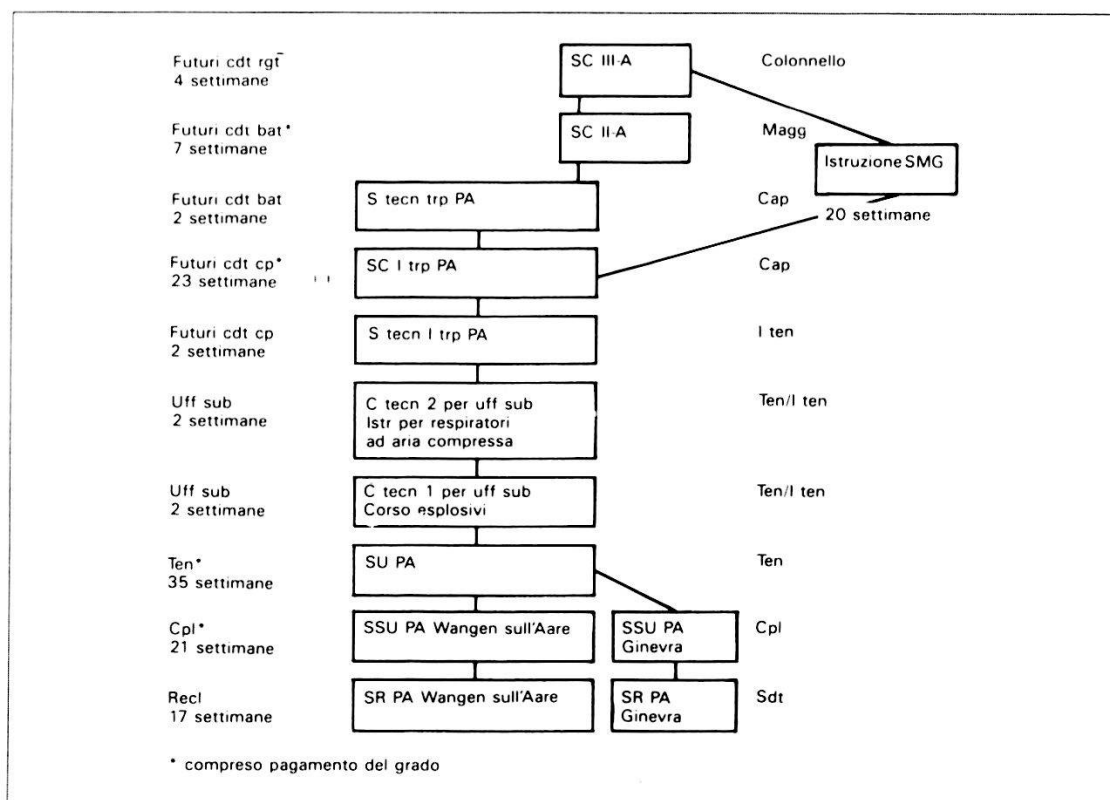 Futuri cdt rgt
4 settimane
SC III-A
Colonnello
Futuri cdt bat*
7 settimane
SC II-A
Magg
Istruzione SMG
20 settimane
Futuri cdt bat
2 settimane
S tecn trp PA
Cap
Futuri cdt cp*
23 settimane
SC I trp PA
Cap
Futuri cdt cp
2 settimane
S tecn I trp PA
I ten
Uff sub
2 settimane
C tecn 2 per uff sub
Istr per respiratori
ad aria compressa
Ten/I ten
Uff sub
2 settimane
C tecn 1 per uff sub
Corso esplosivi
Ten/I ten
Ten*
35 settimane
SU PA
Ten
Cpl*
21 settimane
SSU PA Wangen sull'Aare
SSU PA
Ginevra
Cpl
Recl
17 settimane
SR PA Wangen sull'Aare
SR PA
Ginevra
Sdt
* compreso pagamento del grado